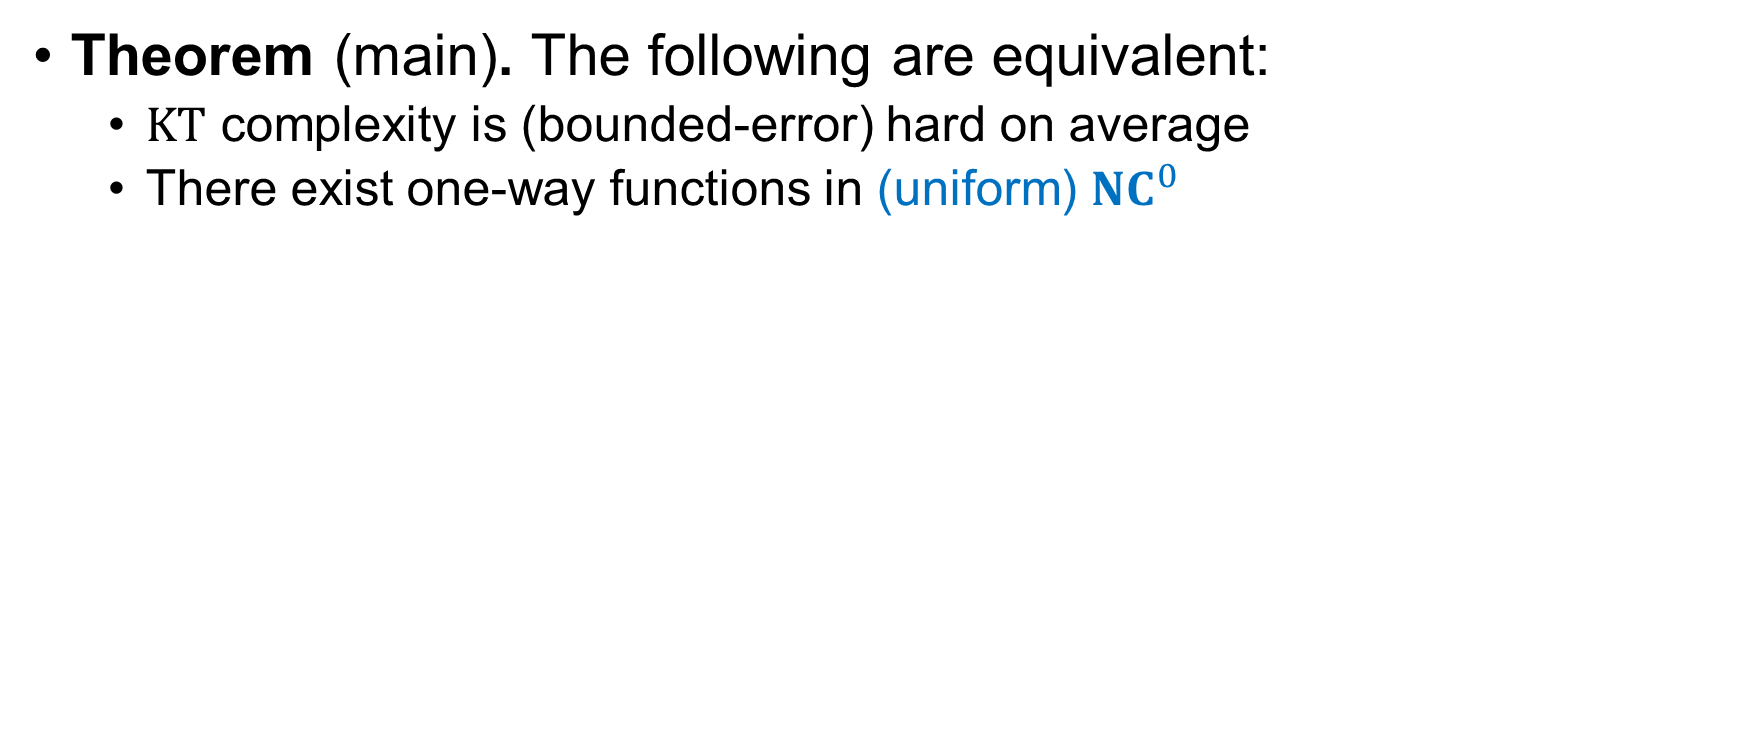 • Theorem (main). The following are equivalent:
• KT complexity is (bounded-error) hard on average
• There exist one-way functions in (uniform) NC⁰